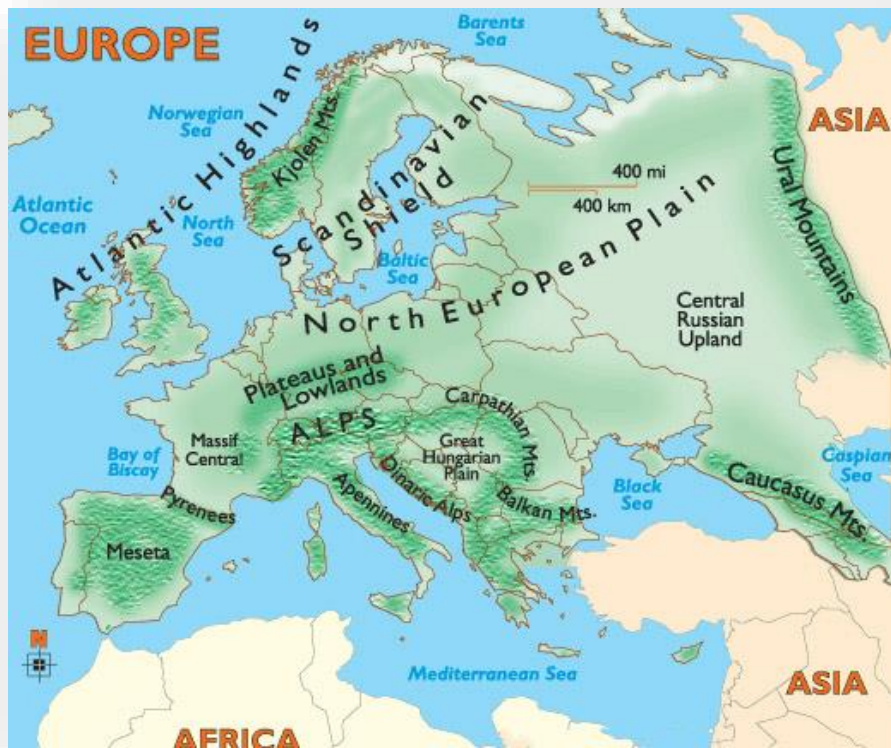 EUROPE
Barents
Sea
Norwegian
Sea
Atlantic Highlands
Kjolen Mts.
ASIA
Scandinavian
Shield
400 mi
400 km
Ural Mountains
Atlantic
Ocean
North
Sea
Baltic
Sea
North European Plain
Central
Russian
Upland
Plateaus and
Lowlands
Carpathian Mts.
ALPS
Massif
Central
Great
Hungarian
Plain
Bay of
Biscay
Caspian
Sea
Caucasus Mts.
Black
Sea
Pyrenees
Apennines
Dinaric Alps
Balkan Mts.
Meseta
N
Mediterranean Sea
ASIA
AFRICA